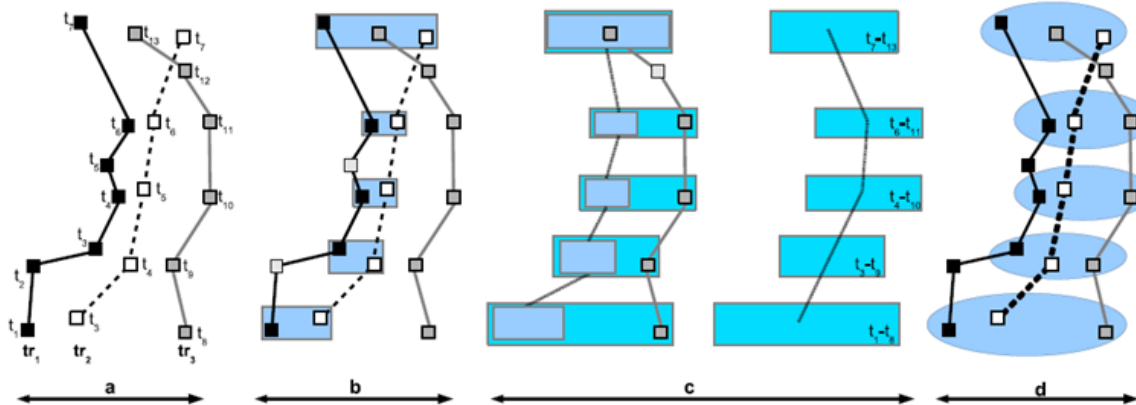 t₇
t₁₃
t₇
t₁₂
t₆
t₆
t₁₁
t₅
t₅
t₄
t₁₀
t₃
t₄
t₂
t₉
t₃
t₁
t₈
tr₁ tr₂ tr₃
t₇-t₁₃
t₆-t₁₁
t₄-t₁₀
t₃-t₉
t₁-t₈
a b c d